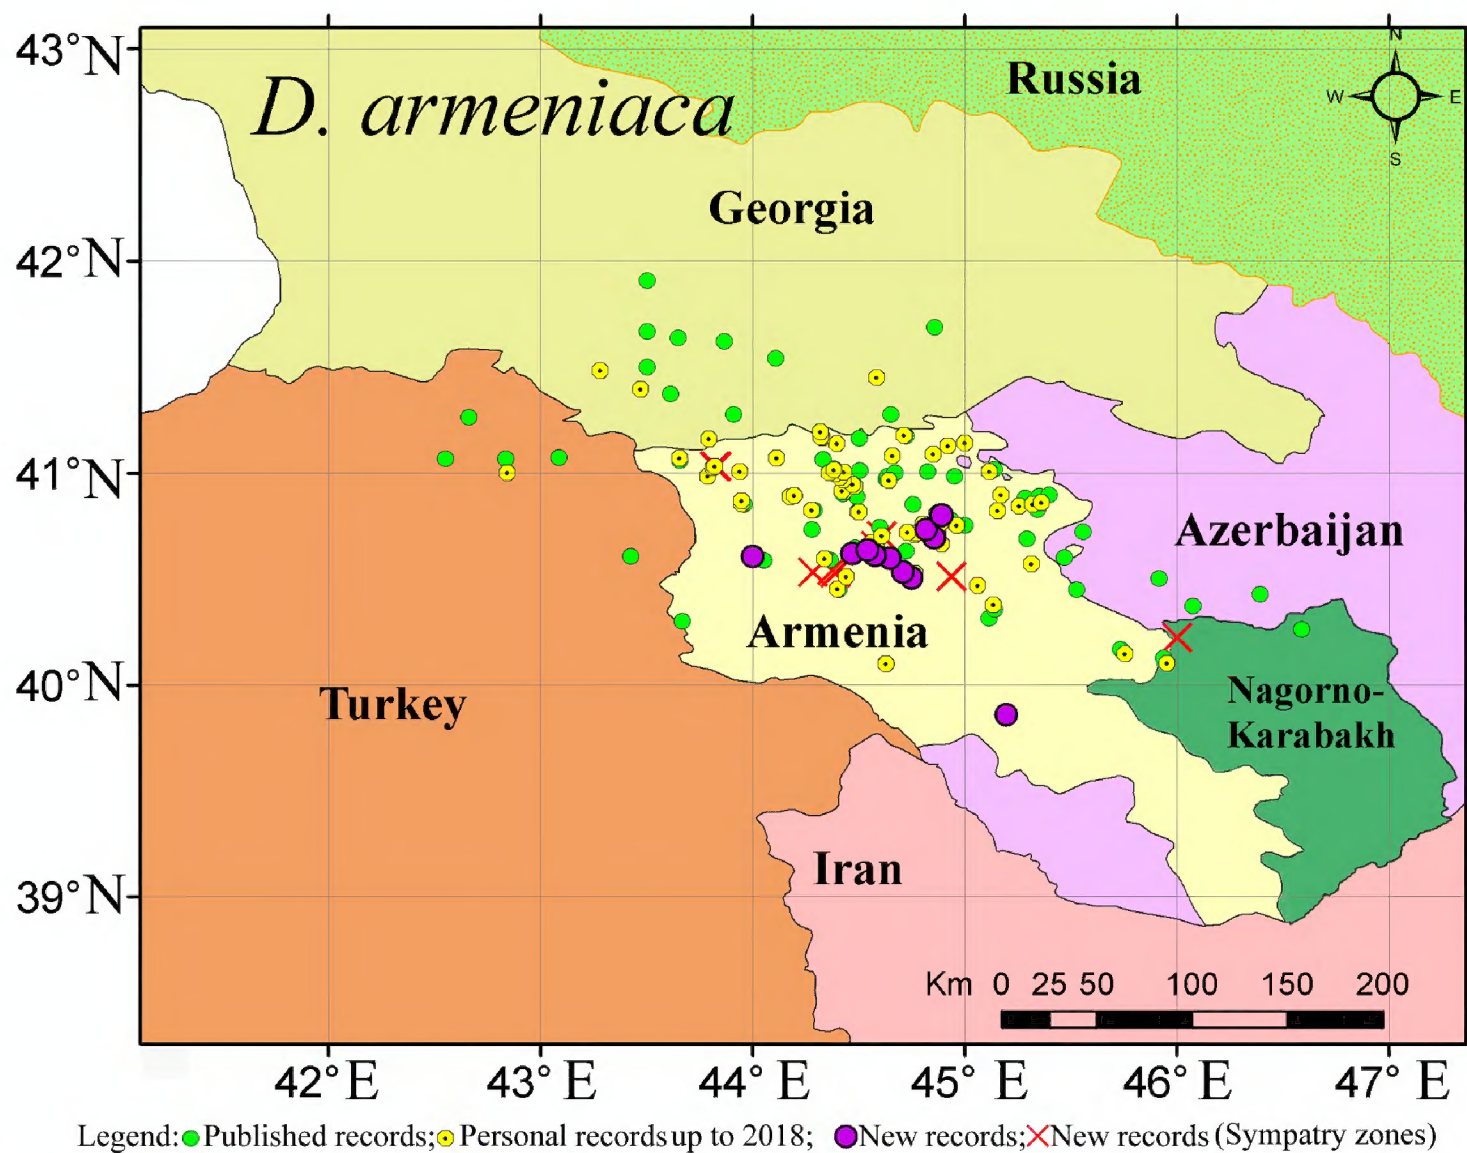 43°N
D. armeniaca
Russia
N
W
E
S
Georgia
42°N
41°N
Azerbaijan
Armenia
40°N
Turkey
Nagorno-
Karabakh
Iran
39°N
Km 0 25 50 100 150 200
42°E 43°E 44°E 45°E 46°E 47°E
Legend: Published records; Personal records up to 2018; New records; New records (Sympatry zones)